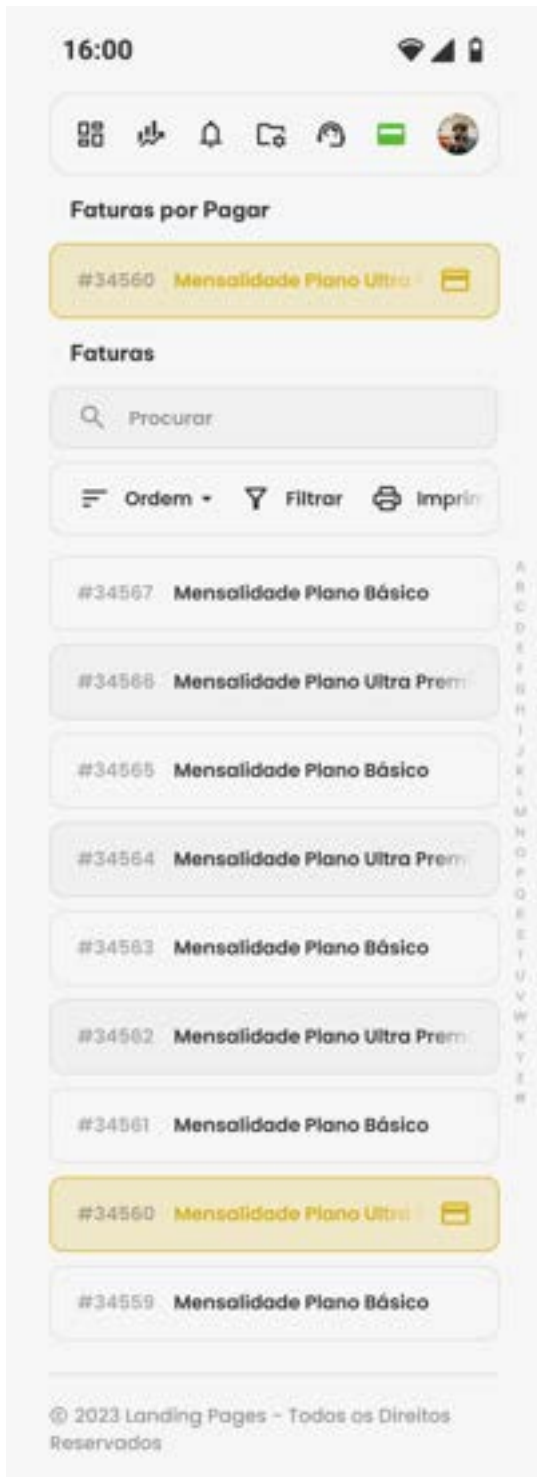 16:00
Faturas por Pagar
#34560 Mensalidade Plano Ultra
Faturas
Procurar
Ordem Filtrar Imprim
#34567 Mensalidade Plano Básico
#34566 Mensalidade Plano Ultra Premi
#34565 Mensalidade Plano Básico
#34564 Mensalidade Plano Ultra Premi
#34563 Mensalidade Plano Básico
#34562 Mensalidade Plano Ultra Premi
#34561 Mensalidade Plano Básico
#34560 Mensalidade Plano Ultra
#34559 Mensalidade Plano Básico
A
B
C
D
E
F
G
H
I
J
K
L
M
N
O
P
Q
R
S
T
U
V
W
X
Y
Z
#
© 2023 Landing Pages - Todos os Direitos
Reservados